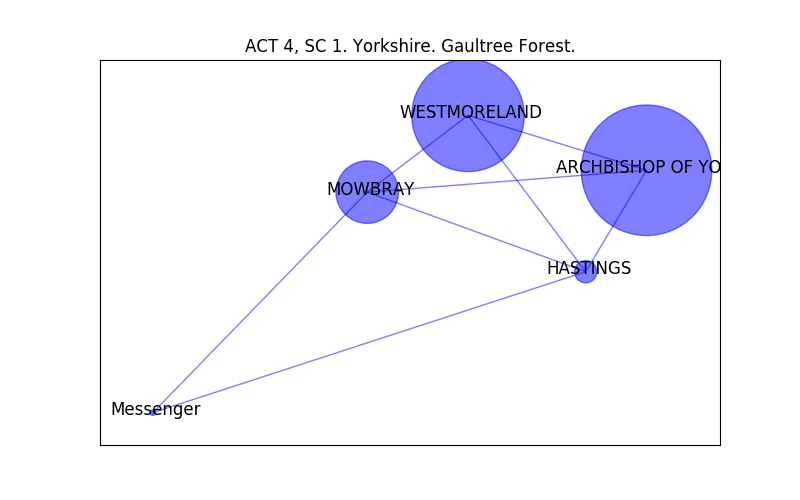 ACT 4, SC 1. Yorkshire. Gaultree Forest.
WESTMORELAND
ARCHBISHOP OF YO
MOWBRAY
HASTINGS
Messenger